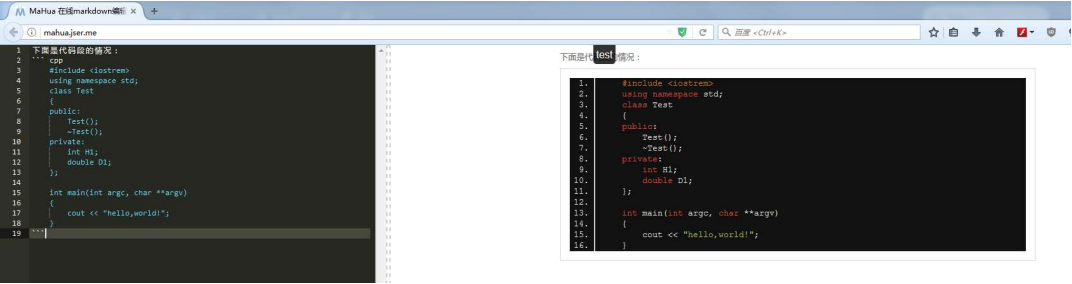 MaHua 在线markdown编辑 × +
mahua.jser.me
百度 <Ctrl+K>
1 下面是代码段的情况：
2 ``` cpp
3 #include <iostrem>
4 using namespace std;
5 class Test
6 {
7 public:
8 Test();
9 ~Test();
10 private:
11 int H1;
12 double D1;
13 };
14
15 int main(int argc, char **argv)
16 {
17 cout << "hello,world!";
18 }
19 ```
下面是代 test 情况：
1. #include <iostrem>
2. using namespace std;
3. class Test
4. {
5. public:
6. Test();
7. ~Test();
8. private:
9. int H1;
10. double D1;
11. };
12.
13. int main(int argc, char **argv)
14. {
15. cout << "hello,world!";
16. }